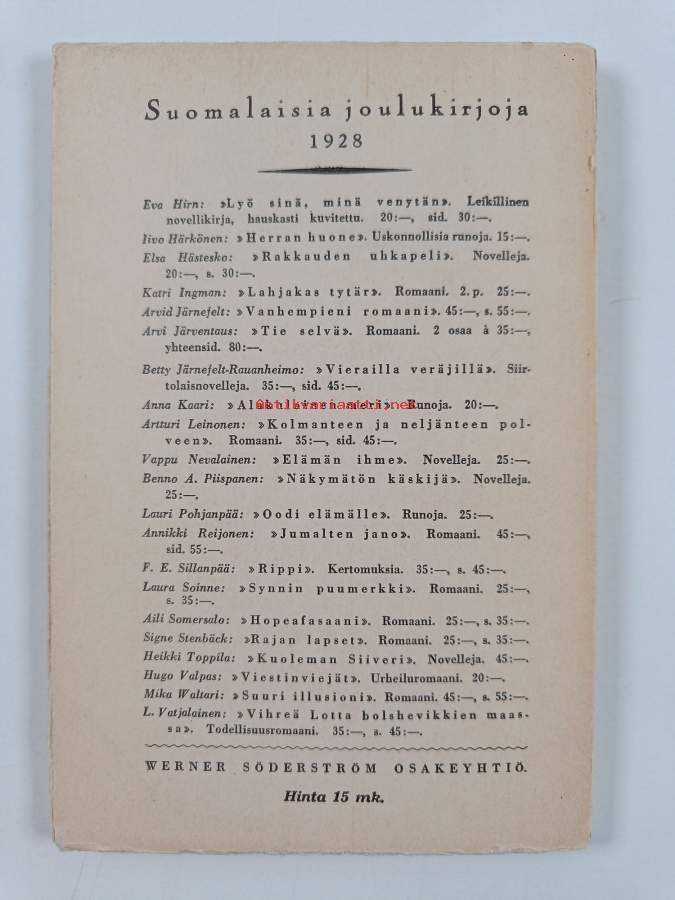 Suomalaisia joulukirjoja
1928
Eva Hirn: »Lyö sinä, minä venytän». Leikillinen
novellikirja, hauskasti kuvitettu. 20:—, sid. 30:—.
Iivo Härkönen: »Herran huone». Uskonnollisia runoja. 15:—.
Elsa Hästesko: »Rakkauden uhkapeli». Novelleja.
20:—, s. 30:—.
Katri Ingman: »Lahjakas tytär». Romaani. 2. p. 25:—.
Arvid Järnefelt: »Vanhempieni romaani». 45:—, s. 55:—.
Arvi Järventaus: »Tie selvä». Romaani. 2 osaa à 35:—,
yhteensid. 80:—.
Betty Järnefelt-Rauanheimo: »Vierailla veräjillä». Siir-
tolaisnovelleja. 35:—, sid. 45:—.
Anna Kaari: meri». Runoja. 20:—.
antikvariaatti.net
Artturi Leinonen: »Kolmanteen ja neljänteen pol-
veen». Romaani. 35:—, sid. 45:—.
Vappu Nevalainen: »Elämän ihme». Novelleja. 25:—.
Benno A. Piispanen: »Näkymätön käskijä». Novelleja.
25:—.
Lauri Pohjanpää: »Oodi elämälle». Runoja. 25:—.
Annikki Reijonen: »Jumalten jano». Romaani. 45:—,
sid. 55:—.
F. E. Sillanpää: »Rippi». Kertomuksia. 35:—, s. 45:—.
Laura Soinne: »Synnin puumerkki». Romaani. 25:—,
s. 35:—.
Aili Somersalo: »Hopeafasaani». Romaani. 25:—, s. 35:—.
Signe Stenbäck: »Rajan lapset». Romaani. 25:—, s. 35:—.
Heikki Toppila: »Kuoleman Siiveri». Novelleja. 45:—.
Hugo Valpas: »Viestinviejät». Urheiluromaani. 20:—.
Mika Waltari: »Suuri illusioni». Romaani. 45:—, s. 55:—.
L. Vatjalainen: »Vihreä Lotta bolshevikkien maas-
sa». Todellisuusromaani. 35:—, s. 45:—.
WERNER SÖDERSTRÖM OSAKEYHTIÖ.
Hinta 15 mk.